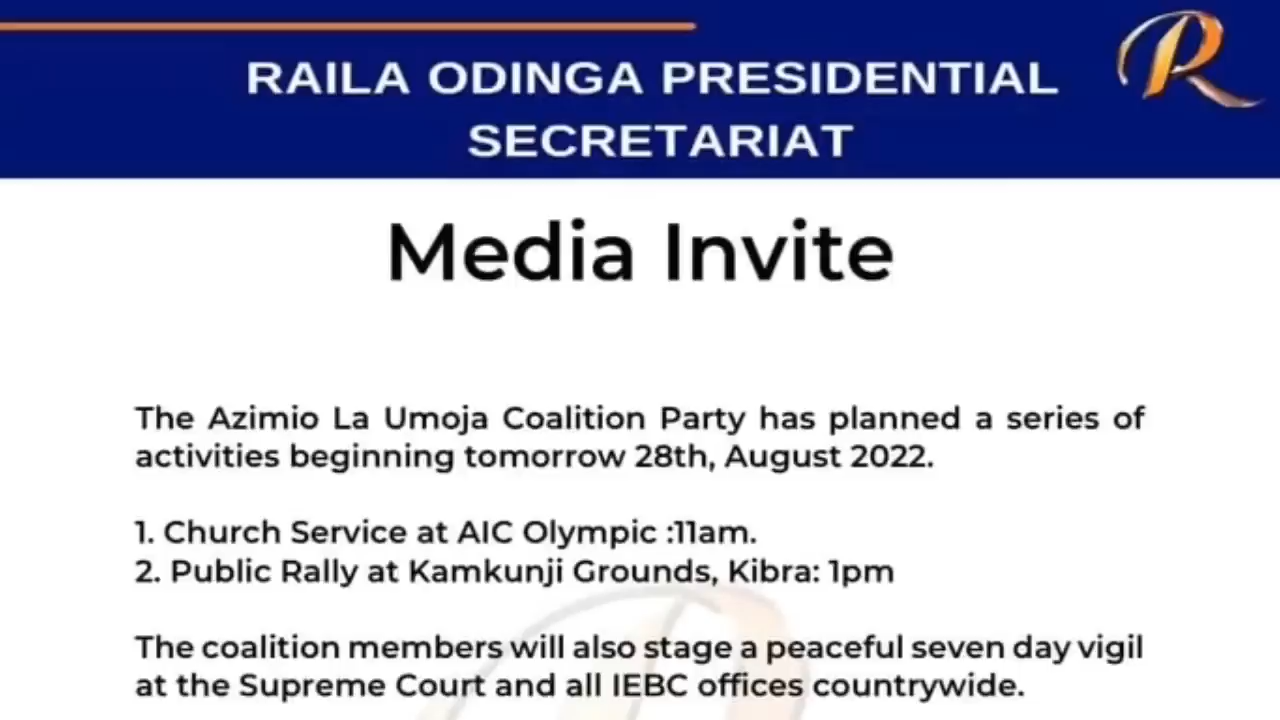 RAILA ODINGA PRESIDENTIAL
SECRETARIAT
R
Media Invite
The Azimio La Umoja Coalition Party has planned a series of
activities beginning tomorrow 28th, August 2022.
1. Church Service at AIC Olympic :11am.
2. Public Rally at Kamkunji Grounds, Kibra: 1pm
The coalition members will also stage a peaceful seven day vigil
at the Supreme Court and all IEBC offices countrywide.